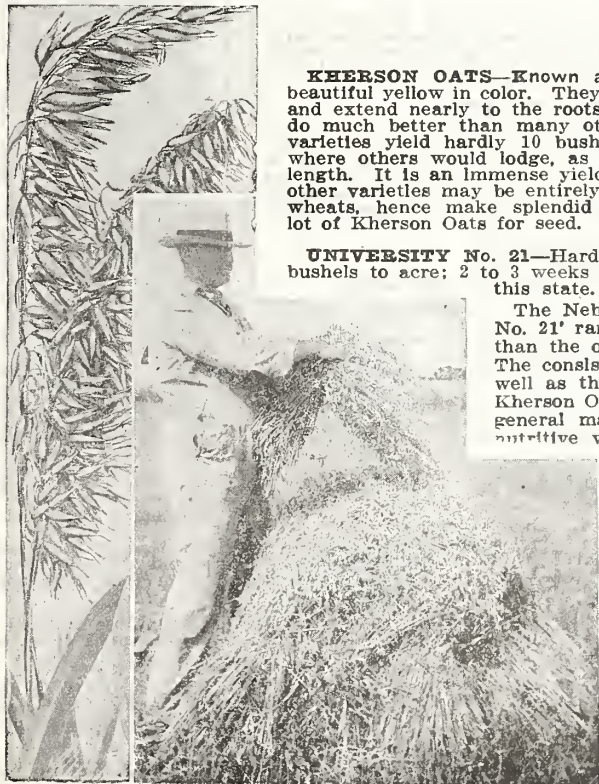 KHERSON OATS—Known a
beautiful yellow in color. They
and extend nearly to the roots
do much better than many ot
varieties yield hardly 10 bush
where others would lodge, as
length. It is an immense yield
other varieties may be entirely
wheats, hence make splendid
lot of Kherson Oats for seed.
UNIVERSITY No. 21—Hard
bushels to acre; 2 to 3 weeks
this state.
The Neb
No. 21' ran
than the o
The consis
well as th
Kherson O
general ma
nutritive v